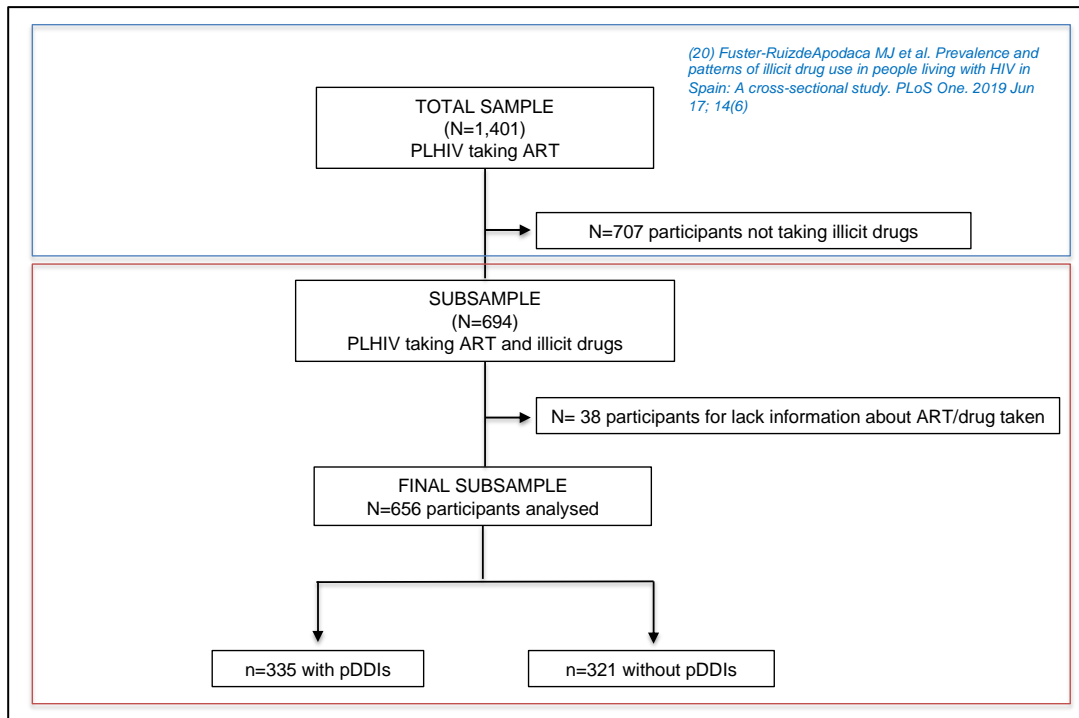 (20) Fuster-RuizdeApodaca MJ et al. Prevalence and
patterns of illicit drug use in people living with HIV in
Spain: A cross-sectional study. PLoS One. 2019 Jun
17; 14(6)
TOTAL SAMPLE
(N=1,401)
PLHIV taking ART
N=707 participants not taking illicit drugs
SUBSAMPLE
(N=694)
PLHIV taking ART and illicit drugs
N= 38 participants for lack information about ART/drug taken
FINAL SUBSAMPLE
N=656 participants analysed
n=335 with pDDIs
n=321 without pDDIs